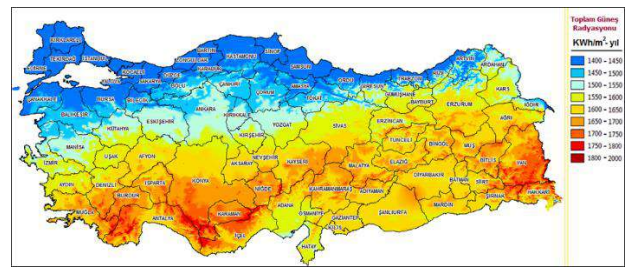 Toplam Güneş
Radyasyonu
KWh/m²- yıl
1400 - 1450
1450 - 1500
1500 - 1550
1550 - 1600
1600 - 1650
1650 - 1700
1700 - 1750
1750 - 1800
1800 - 2000
KIRKLARELİ
EDİRNE
TEKİRDAĞ
İSTANBUL
KOCAELİ
SAKARYA
DÜZCE
BOLU
ZONGULDAK
BARTIN
KARABÜK
KASTAMONU
SİNOP
SAMSUN
ORDU
GİRESUN
TRABZON
RİZE
ARTVİN
ARDAHAN
KARS
IĞDIR
ÇANAKKALE
BALIKESİR
BURSA
BİLECİK
ESKİŞEHİR
ANKARA
ÇANKIRI
KIRIKKALE
ÇORUM
AMASYA
TOKAT
GÜMÜŞHANE
BAYBURT
ERZURUM
AĞRI
KÜTAHYA
KIRŞEHİR
YOZGAT
SİVAS
ERZİNCAN
TUNCELİ
BİNGÖL
MUŞ
BİTLİS
VAN
MANİSA
İZMİR
UŞAK
AFYON
AKSARAY
NEVŞEHİR
KAYSERİ
MALATYA
ELAZIĞ
DİYARBAKIR
BATMAN
SİİRT
HAKKARİ
ŞIRNAK
AYDIN
DENİZLİ
ISPARTA
BURDUR
KONYA
NİĞDE
KAHRAMANMARAŞ
ADIYAMAN
MARDİN
ŞANLIURFA
MUĞLA
ANTALYA
KARAMAN
İÇEL
ADANA
OSMANİYE
GAZİANTEP
KİLİS
HATAY